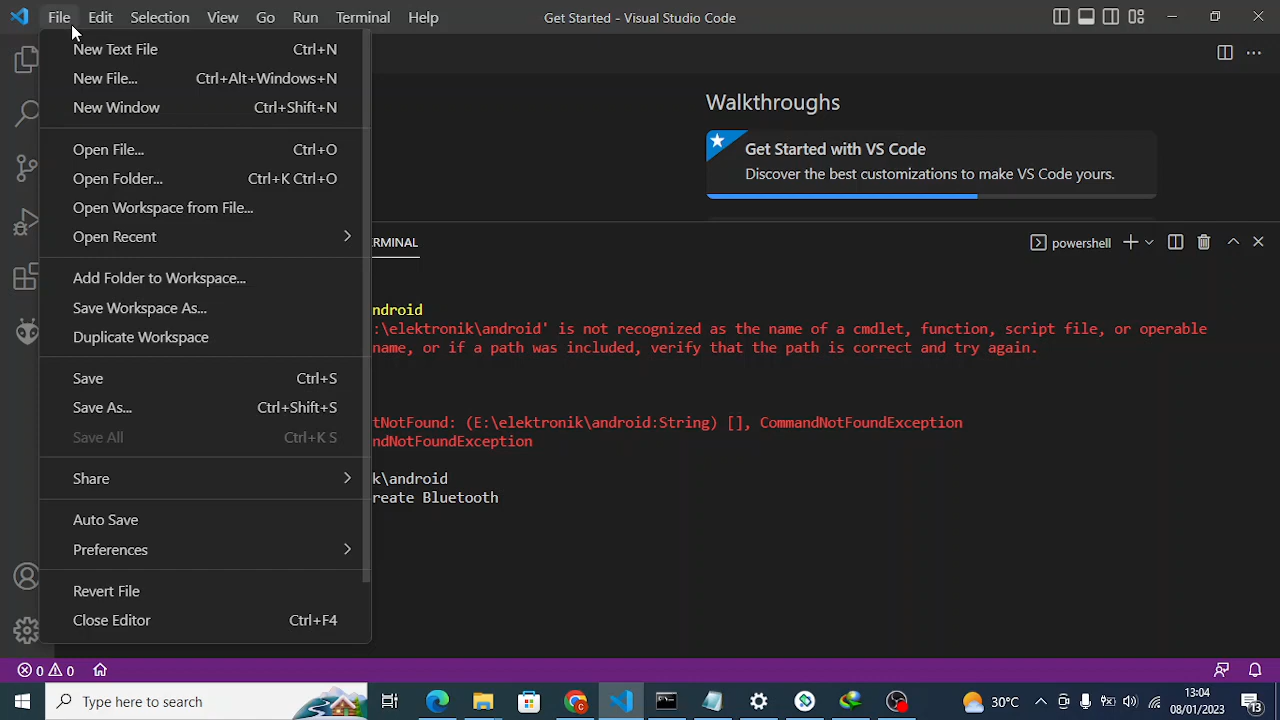 File Edit Selection View Go Run Terminal Help Get Started - Visual Studio Code
New Text File Ctrl+N
New File... Ctrl+Alt+Windows+N
New Window Ctrl+Shift+N
Open File... Ctrl+O
Open Folder... Ctrl+K Ctrl+O
Open Workspace from File...
Open Recent
Add Folder to Workspace...
Save Workspace As...
Duplicate Workspace
Save Ctrl+S
Save As... Ctrl+Shift+S
Save All Ctrl+K S
Share
Auto Save
Preferences
Revert File
Close Editor Ctrl+F4
Walkthroughs
Get Started with VS Code
Discover the best customizations to make VS Code yours.
RMINAL
powershell
ndroid
:\elektronik\android' is not recognized as the name of a cmdlet, function, script file, or operable
name, or if a path was included, verify that the path is correct and try again.
tNotFound: (E:\elektronik\android:String) [], CommandNotFoundException
ndNotFoundException
k\android
reate Bluetooth
0 0
Type here to search
30°C
13:04
08/01/2023
13